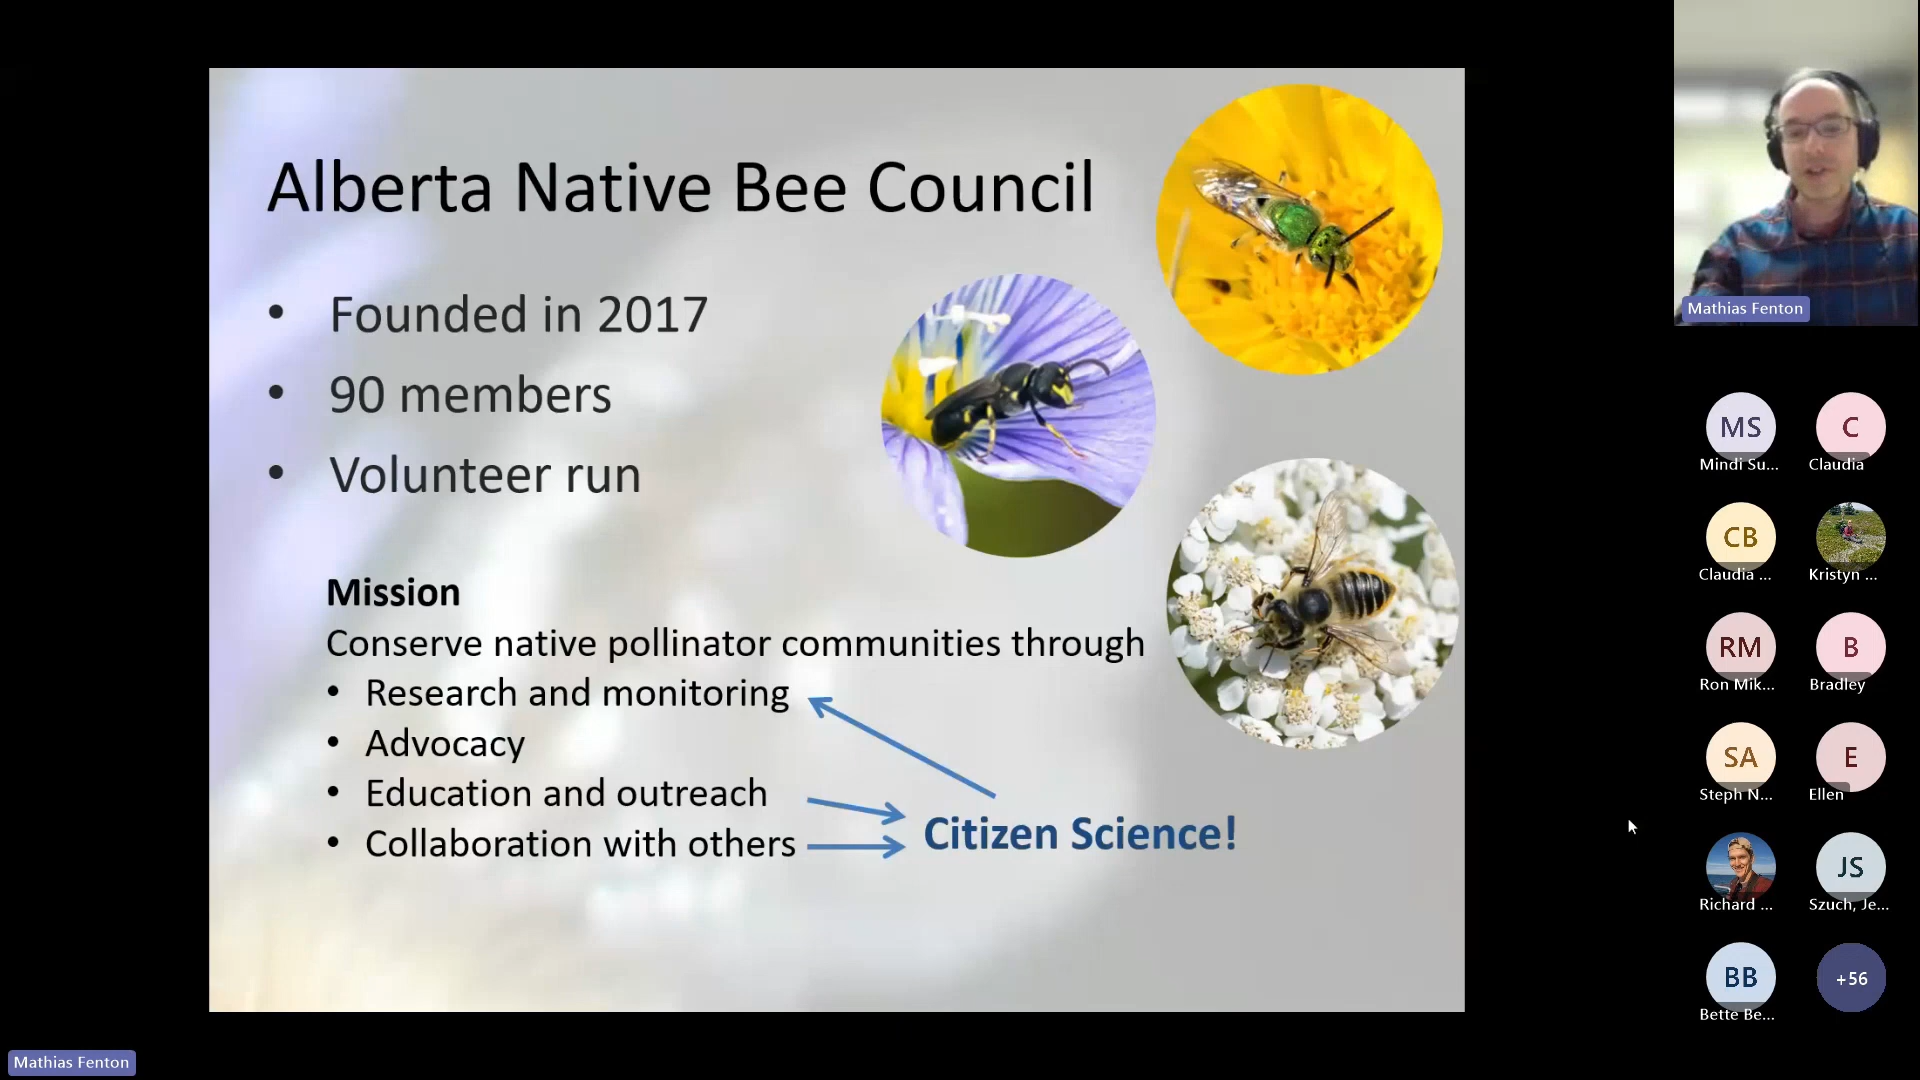 Alberta Native Bee Council
• Founded in 2017
• 90 members
• Volunteer run
Mission
Conserve native pollinator communities through
• Research and monitoring
• Advocacy
• Education and outreach
• Collaboration with others
Citizen Science!
Mathias Fenton
MS
Mindi Su...
C
Claudia
CB
Claudia ...
Kristyn ...
RM
Ron Mik...
B
Bradley
SA
Steph N...
E
Ellen
Richard ...
JS
Szuch, Je...
BB
Bette Be...
+56
Mathias Fenton